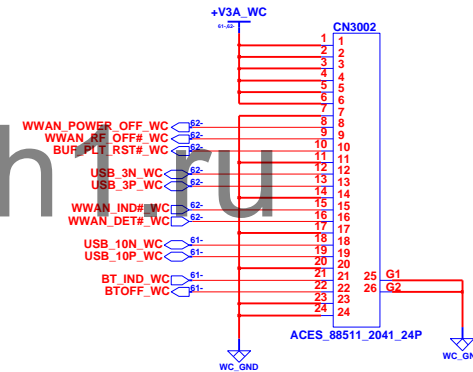 +V3A_WC
61-,62-
CN3002
1 1
2 2
3 3
4 4
5 5
6 6
7 7
WWAN_POWER_OFF_WC 62- 8 8
WWAN_RF_OFF#_WC 62- 9 9
BUF_PLT_RST#_WC 62- 10 10
11 11
USB_3N_WC 62- 12 12
USB_3P_WC 62- 13 13
14 14
WWAN_IND#_WC 62- 15 15
WWAN_DET#_WC 62- 16 16
17 17
USB_10N_WC 61- 18 18
USB_10P_WC 61- 19 19
20 20
BT_IND_WC 61- 21 21 25 G1
BTOFF_WC 61- 22 22 26 G2
23 23
24 24
ACES_88511_2041_24P
WC_GND
WC_GN
h1.ru